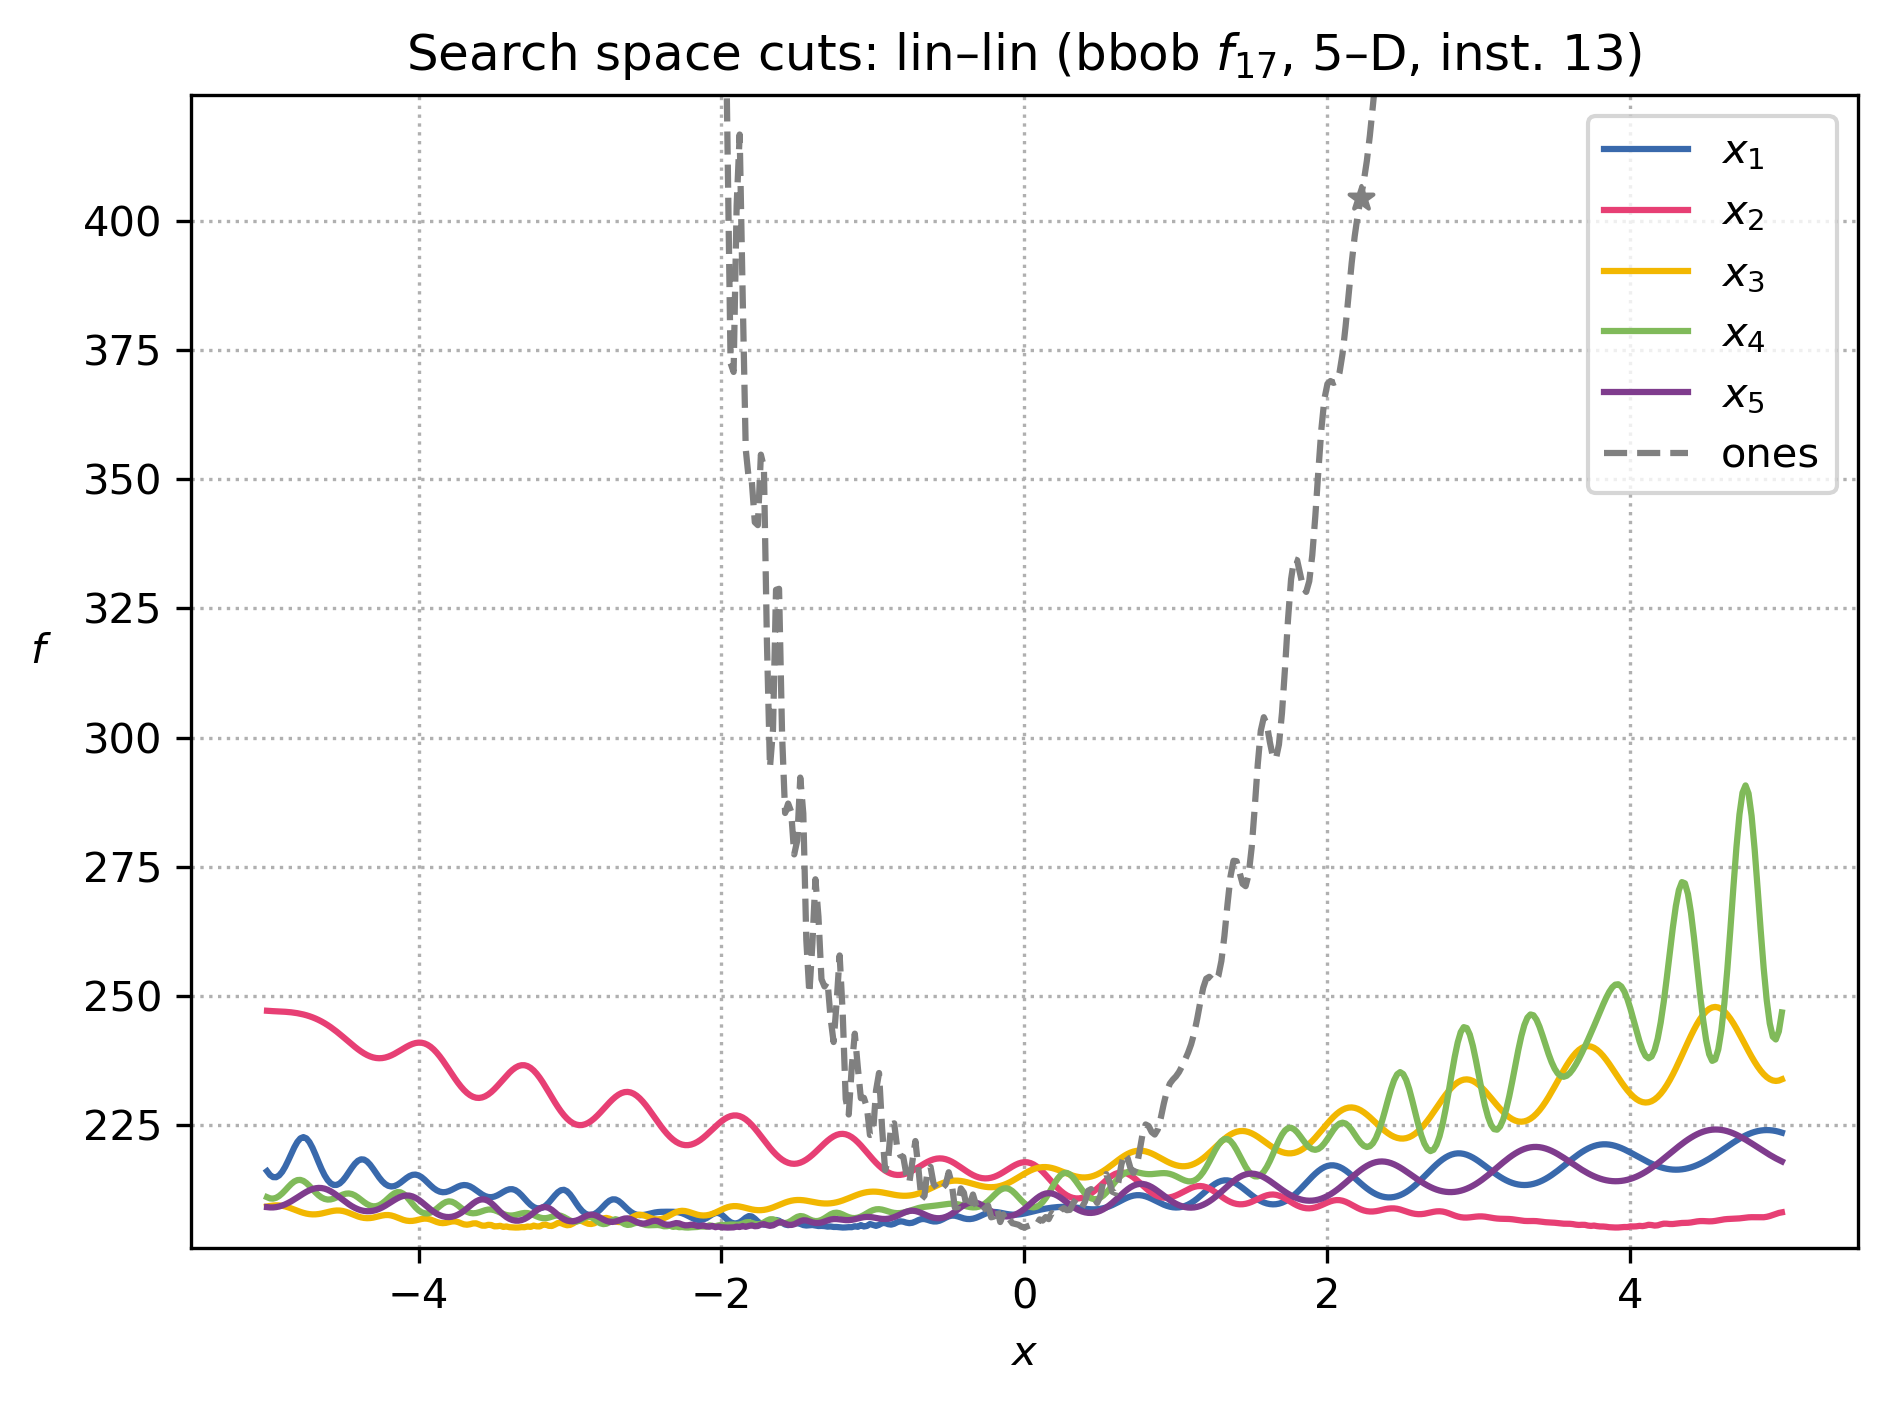 Search space cuts: lin–lin (bbob f₁₇, 5–D, inst. 13)
400
375
350
325
300
275
250
225
f
−4
−2
0
2
4
x
x₁
x₂
x₃
x₄
x₅
ones